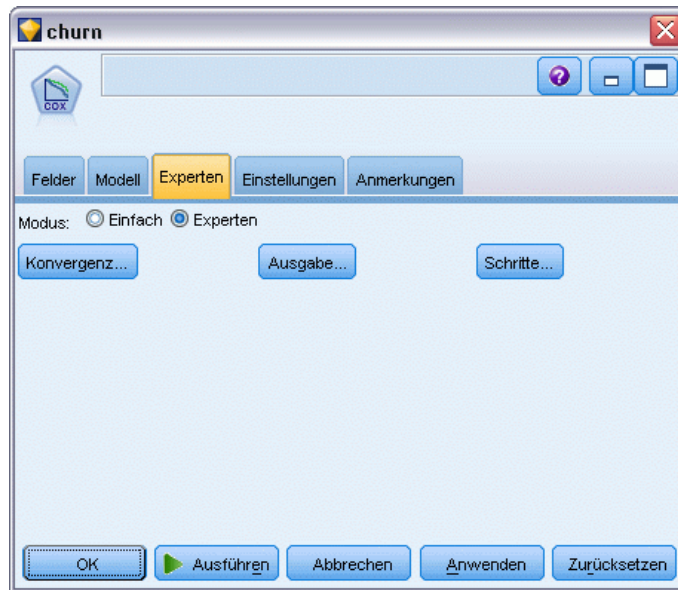 churn
COX
?
Felder Modell Experten Einstellungen Anmerkungen
Modus: Einfach Experten
Konvergenz... Ausgabe... Schritte...
OK Ausführen Abbrechen Anwenden Zurücksetzen